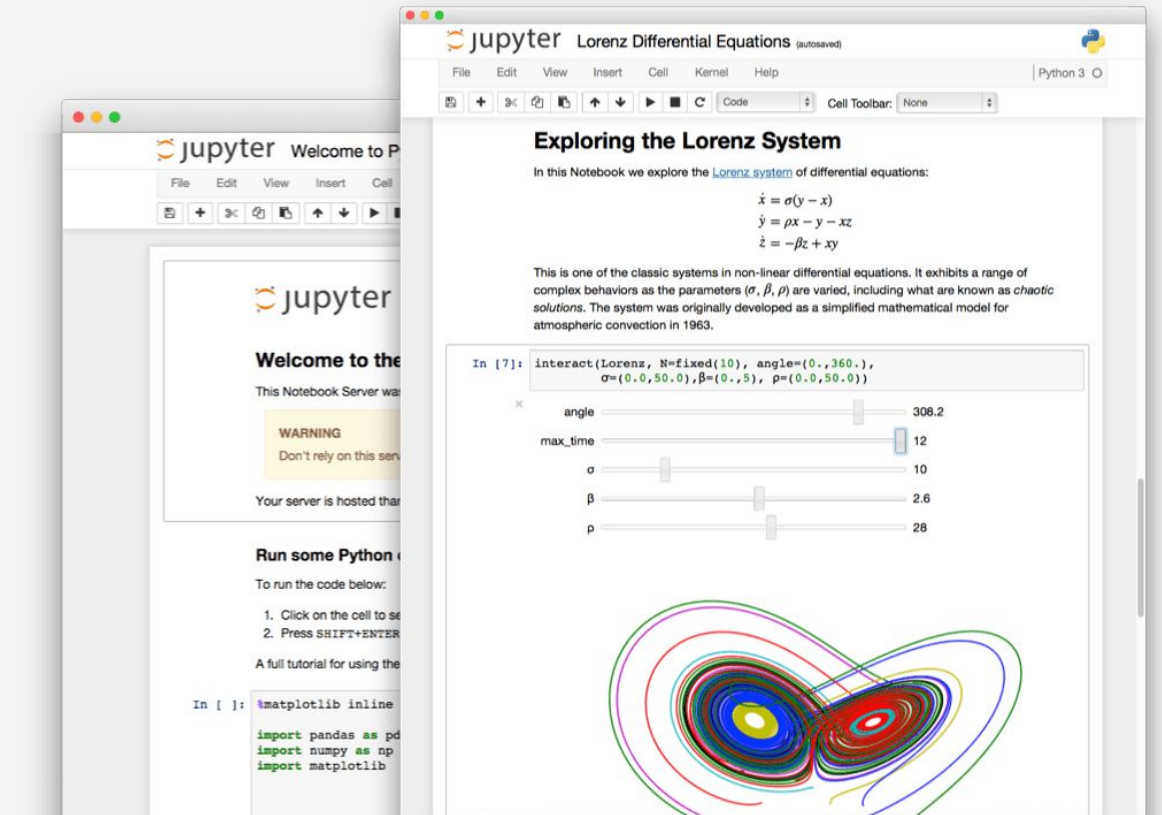 jupyter Lorenz Differential Equations (autosaved)
File Edit View Insert Cell Kernel Help Python 3
Code Cell Toolbar: None
Exploring the Lorenz System
In this Notebook we explore the Lorenz system of differential equations:
ẋ = σ(y − x)
ẏ = ρx − y − xz
ż = −βz + xy
This is one of the classic systems in non-linear differential equations. It exhibits a range of
complex behaviors as the parameters (σ, β, ρ) are varied, including what are known as chaotic
solutions. The system was originally developed as a simplified mathematical model for
atmospheric convection in 1963.
In [7]: interact(Lorenz, N=fixed(10), angle=(0.,360.),
σ=(0.0,50.0),β=(0.,5), ρ=(0.0,50.0))
angle 308.2
max_time 12
σ 10
β 2.6
ρ 28
jupyter Welcome to P
File Edit View Insert Cell
jupyter
Welcome to the
This Notebook Server was
WARNING
Don't rely on this serv
Your server is hosted than
Run some Python
To run the code below:
1. Click on the cell to se
2. Press SHIFT+ENTER
A full tutorial for using the
In [ ]: %matplotlib inline
import pandas as pd
import numpy as np
import matplotlib